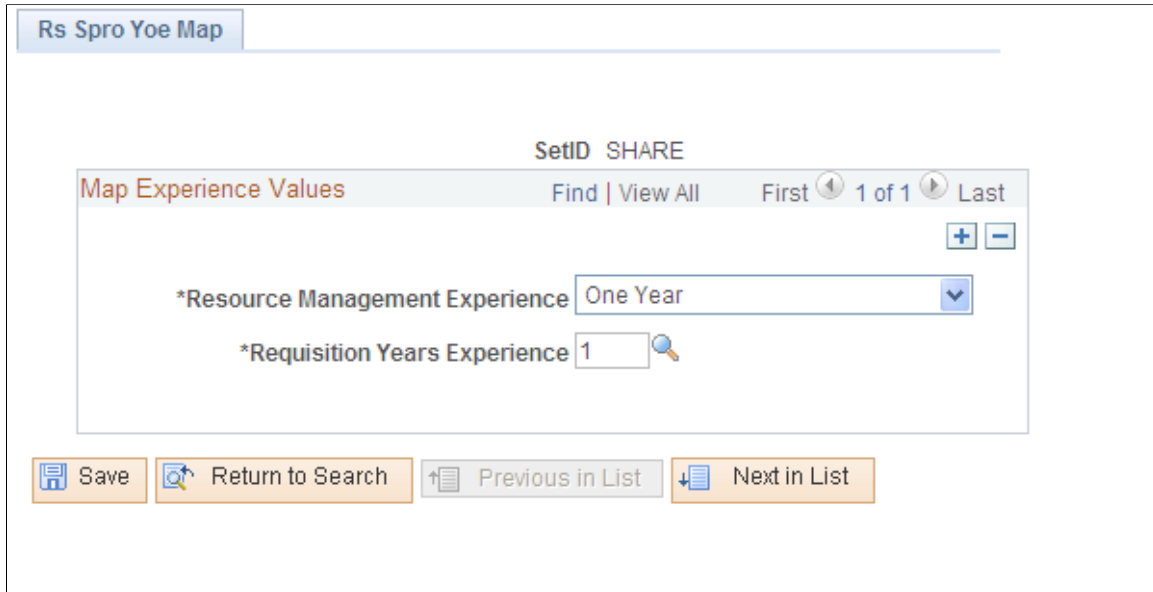 Rs Spro Yoe Map
SetID SHARE
Map Experience Values Find | View All First 1 of 1 Last
*Resource Management Experience One Year
*Requisition Years Experience 1
Save Return to Search Previous in List Next in List